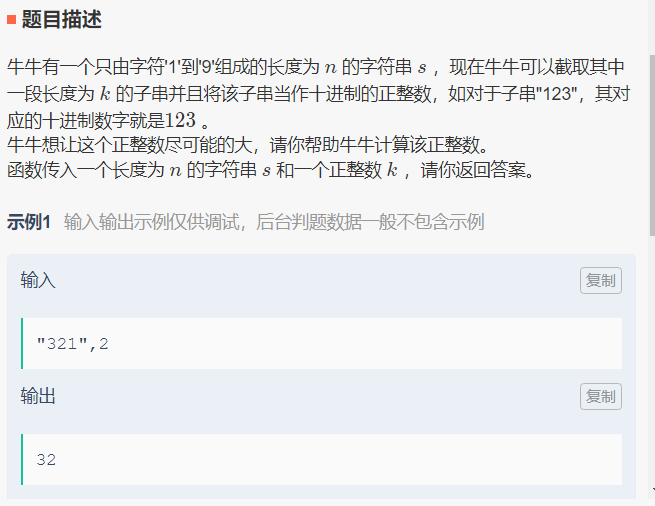 题目描述
牛牛有一个只由字符'1'到'9'组成的长度为 n 的字符串 s ，现在牛牛可以截取其中
一段长度为 k 的子串并且将该子串当作十进制的正整数，如对于子串"123"，其对
应的十进制数字就是123 。
牛牛想让这个正整数尽可能的大，请你帮助牛牛计算该正整数。
函数传入一个长度为 n 的字符串 s 和一个正整数 k ，请你返回答案。
示例1 输入输出示例仅供调试，后台判题数据一般不包含示例
输入 复制
"321",2
输出 复制
32